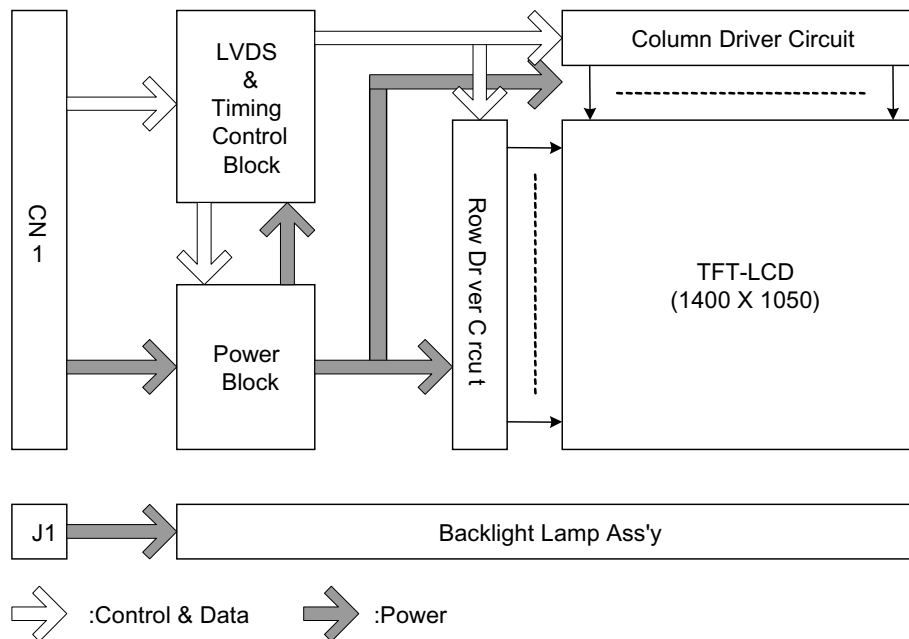 LVDS
&
Timing
Control
Block
Column Driver Circuit
CN 1
Row Dr ver C rcu t
TFT-LCD
(1400 X 1050)
Power
Block
J1
Backlight Lamp Ass'y
:Control & Data
:Power